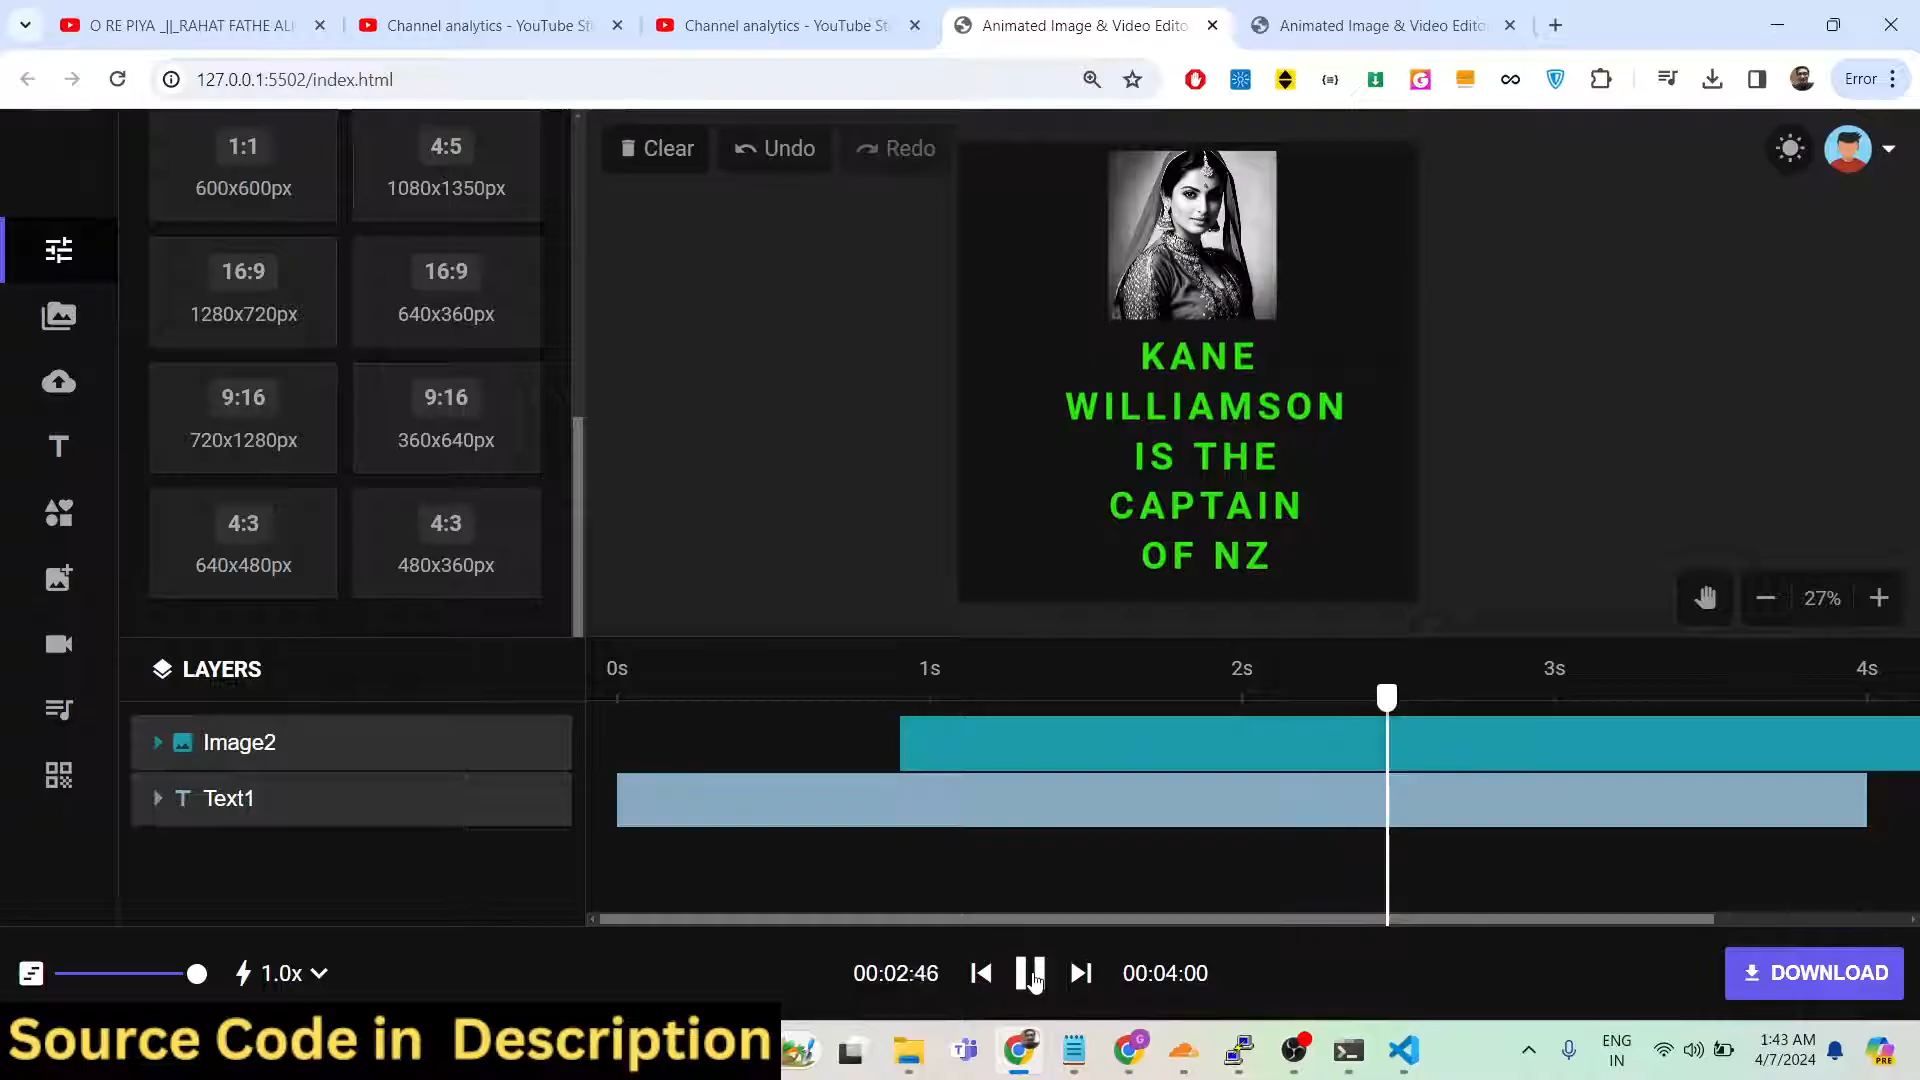 O RE PIYA _||_RAHAT FATHE ALI
Channel analytics - YouTube St
Channel analytics - YouTube St
Animated Image & Video Edito
Animated Image & Video Edito
127.0.0.1:5502/index.html
Error
1:1
600x600px
4:5
1080x1350px
16:9
1280x720px
16:9
640x360px
9:16
720x1280px
9:16
360x640px
4:3
640x480px
4:3
480x360px
Clear
Undo
Redo
KANE
WILLIAMSON
IS THE
CAPTAIN
OF NZ
27%
LAYERS
0s
1s
2s
3s
4s
Image2
Text1
1.0x
00:02:46
00:04:00
DOWNLOAD
Source Code in Description
ENG
IN
1:43 AM
4/7/2024
PRE